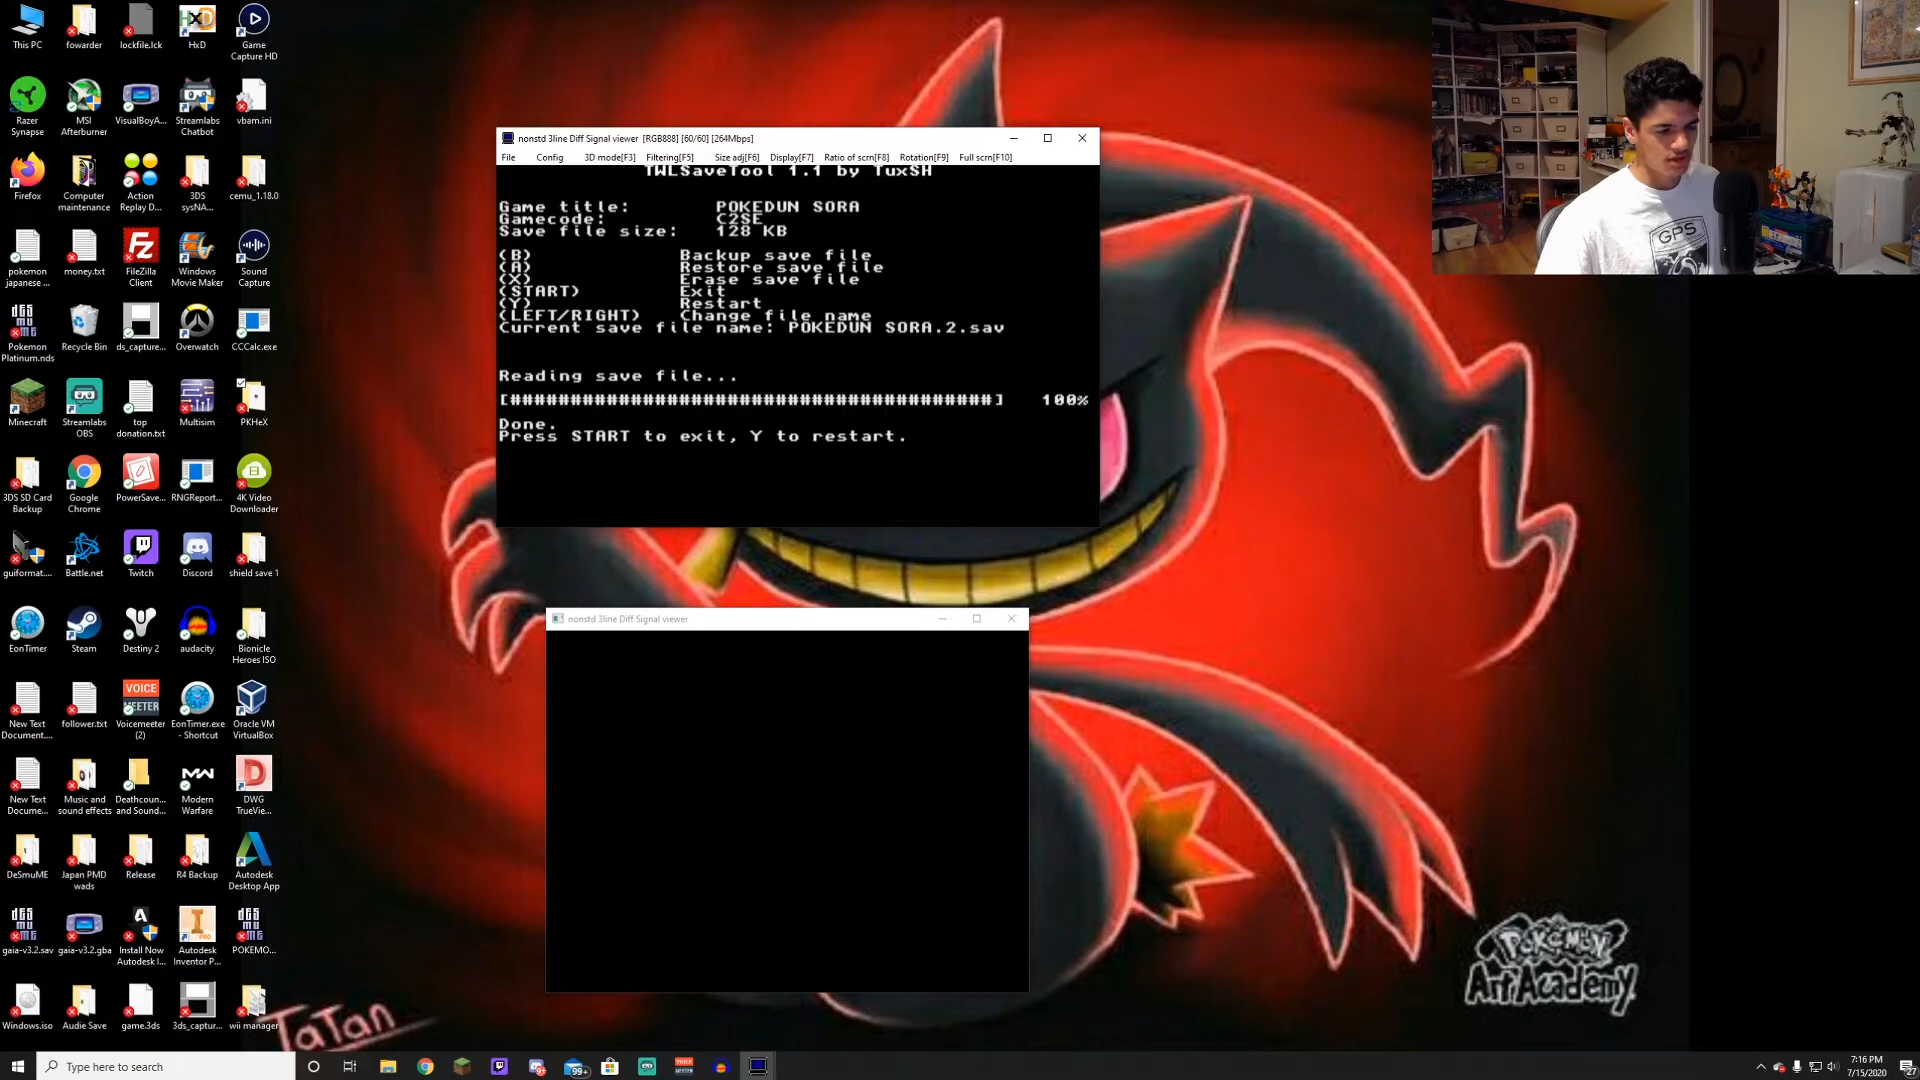 This PC
fowarder
lockfile.lck
HxD
Game Capture HD
Razer Synapse
MSI Afterburner
VisualBoyA...
Streamlabs Chatbot
vbam.ini
Firefox
Computer maintenance
Action Replay D...
3DS sysNA...
cemu_1.18.0
pokemon japanese ...
money.txt
FileZilla Client
Windows Movie Maker
Sound Capture
Pokemon Platinum.nds
Recycle Bin
ds_capture...
Overwatch
CCCalc.exe
Minecraft
Streamlabs OBS
top donation.txt
Multisim
PKHeX
3DS SD Card Backup
Google Chrome
PowerSave...
RNGReport...
4K Video Downloader
guiformat....
Battle.net
Twitch
Discord
shield save 1
EonTimer
Steam
Destiny 2
audacity
Bionicle Heroes ISO
New Text Document....
follower.txt
VOICE MEETER
Voicemeeter (2)
EonTimer.exe - Shortcut
Oracle VM VirtualBox
New Text Docume...
Music and sound effects
Deathcoun... and Sound...
Modern Warfare
DWG TrueVie...
DeSmuME
Japan PMD wads
Release
R4 Backup
Autodesk Desktop App
gaia-v3.2.sav
gaia-v3.2.gba
Install Now Autodesk I...
Autodesk Inventor P...
POKEMO...
Windows.iso
Audie Save
game.3ds
3ds_captur...
wii manager
nonstd 3line Diff Signal viewer [RGB888] [60/60] [264Mbps]
File Config 3D mode[F3] Filtering[F5] Size adj[F6] Display[F7] Ratio of scrn[F8] Rotation[F9] Full scrn[F10]
TWLSaveTool 1.1 by TuxSH
Game title: POKEDUN SORA
Gamecode: C2SE
Save file size: 128 KB
(B) Backup save file
(A) Restore save file
(X) Erase save file
(START) Exit
(Y) Restart
(LEFT/RIGHT) Change file name
Current save file name: POKEDUN SORA.2.sav
Reading save file...
[########################################] 100%
Done.
Press START to exit, Y to restart.
nonstd 3line Diff Signal viewer
GPS
POKéMON
Art Academy
TaTan
Type here to search
99+
VOICE
7:16 PM
7/15/2020
27